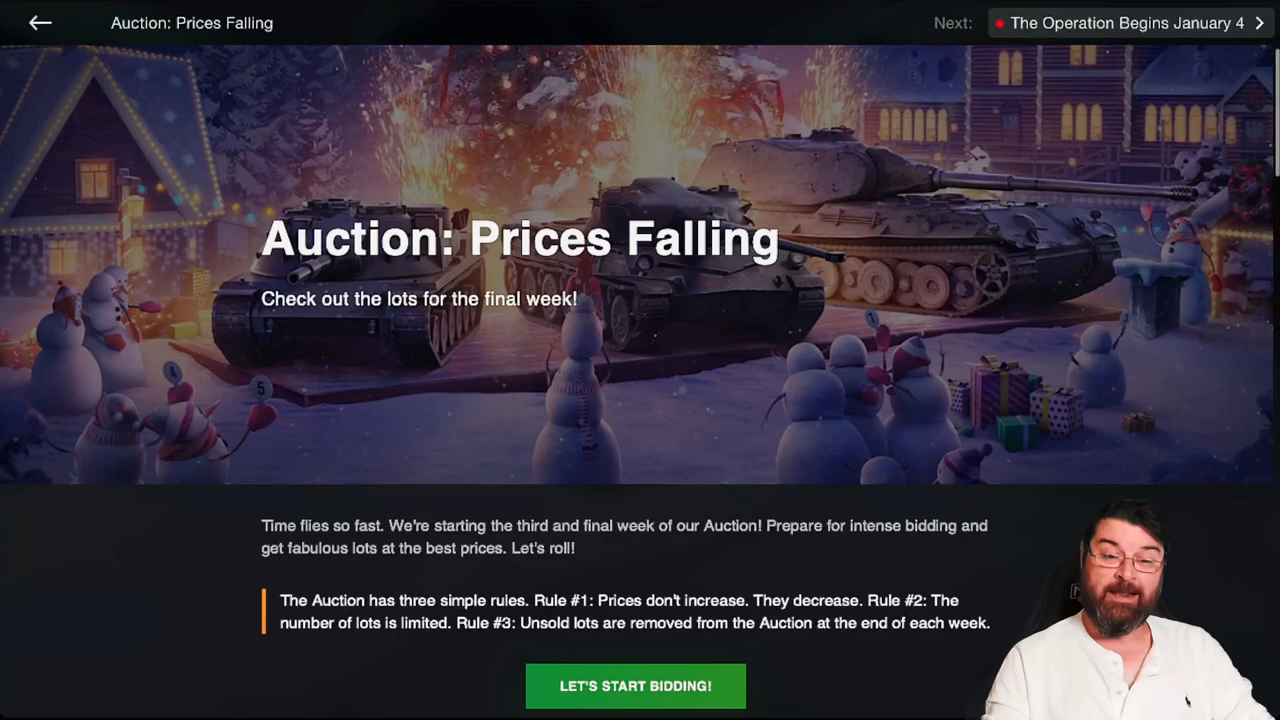 Auction: Prices Falling
Next:
The Operation Begins January 4
Auction: Prices Falling
Check out the lots for the final week!
4
5
1
Time flies so fast. We're starting the third and final week of our Auction! Prepare for intense bidding and
get fabulous lots at the best prices. Let's roll!
The Auction has three simple rules. Rule #1: Prices don't increase. They decrease. Rule #2: The
number of lots is limited. Rule #3: Unsold lots are removed from the Auction at the end of each week.
LET'S START BIDDING!